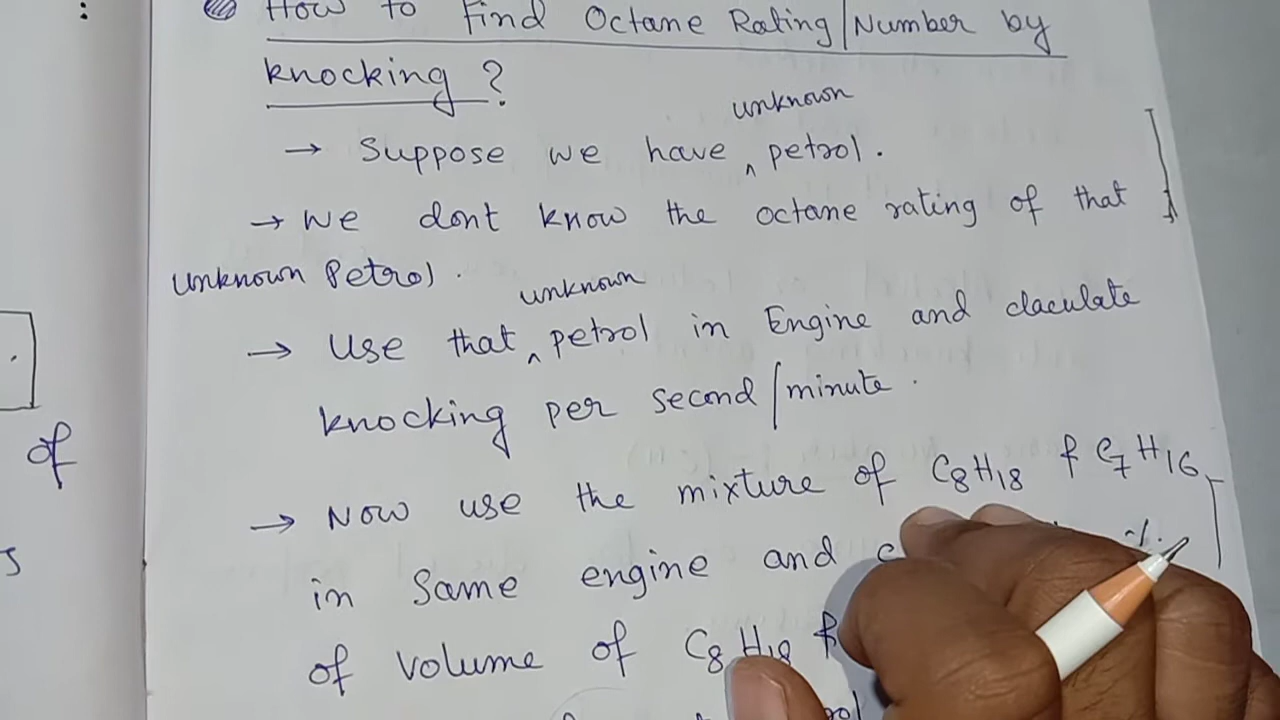 :
of
s
How to Find Octane Rating/Number by
knocking ?
unknown
→ Suppose we have ^ petrol.
→ We dont know the octane rating of that
unknown Petrol.
unknown
→ Use that ^ petrol in Engine and claculate
knocking per second/minute.
→ Now use the mixture of C8H18 & C7H16
in same engine and %
of volume of C8H18 &